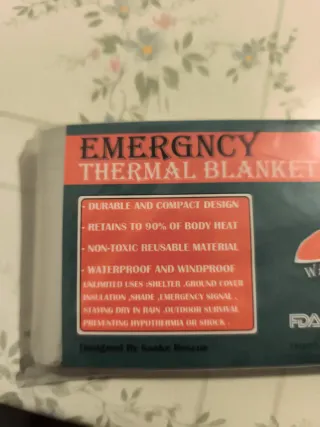 EMERGNCY
THERMAL BLANKET
- DURABLE AND COMPACT DESIGN
- RETAINS TO 90% OF BODY HEAT
- NON-TOXIC REUSABLE MATERIAL
- WATERPROOF AND WINDPROOF
UNLIMITED USES :SHELTER ,GROUND COVER
INSULATION ,SHADE ,EMERGENCY SIGNAL ,
STAYING DRY IN RAIN ,OUTDOOR SURVIVAL
PREVENTING HYPOTHERMIA OR SHOCK .
Designed By
FDA